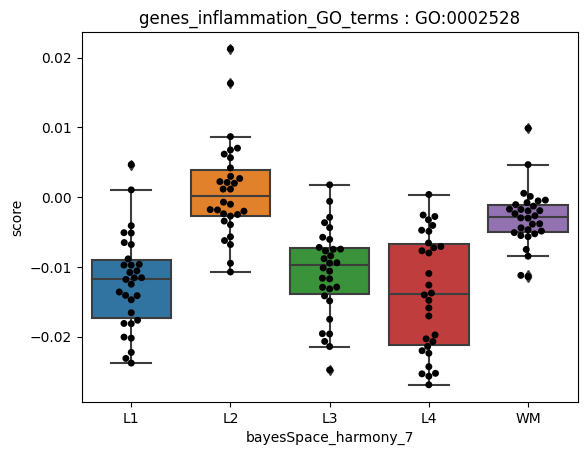 genes_inflammation_GO_terms : GO:0002528
0.02
0.01
0.00
−0.01
−0.02
score
L1 L2 L3 L4 WM
bayesSpace_harmony_7